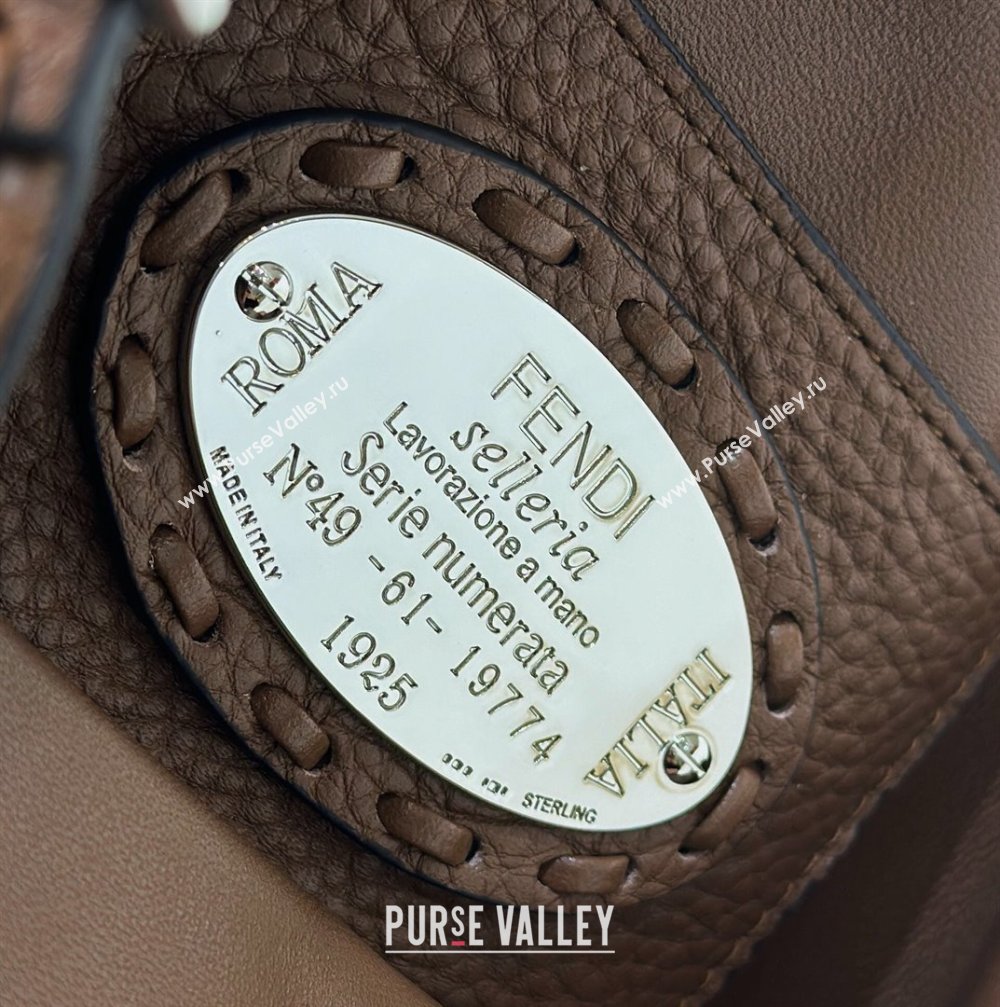 ROMA
FENDI
selleria
Lavorazione a mano
Serie numerata
Nº49 -61- 19774
1925
MADE IN ITALY
STERLING
ITALIA
www.PurseValley.ru
www.PurseValley.ru
PURSE VALLEY